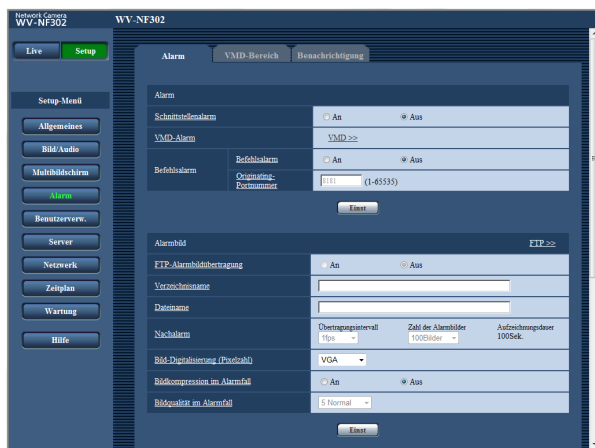 Network Camera
WV-NF302
WV-NF302
Live
Setup
Setup-Menü
Allgemeines
Bild/Audio
Multibildschirm
Alarm
Benutzerverw.
Server
Netzwerk
Zeitplan
Wartung
Hilfe
Alarm
VMD-Bereich
Benachrichtigung
Alarm
Schnittstellenalarm
An
Aus
VMD-Alarm
VMD >>
Befehlsalarm
Befehlsalarm
An
Aus
Originating-
Portnummer
8181
(1-65535)
Einst
Alarmbild
FTP >>
FTP-Alarmbildübertragung
An
Aus
Verzeichnisname
Dateiname
Nachalarm
Übertragungsintervall
1fps
Zahl der Alarmbilder
100Bilder
Aufzeichnungsdauer
100Sek.
Bild-Digitalisierung (Pixelzahl)
VGA
Bildkompression im Alarmfall
An
Aus
Bildqualität im Alarmfall
5 Normal
Einst